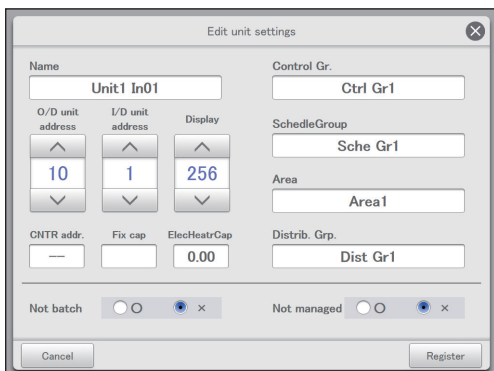 Edit unit settings
Name
Unit1 In01
O/D unit address
I/D unit address
Display
10
1
256
CNTR addr.
Fix cap
ElecHeatrCap
--
0.00
Control Gr.
Ctrl Gr1
SchedleGroup
Sche Gr1
Area
Area1
Distrib. Grp.
Dist Gr1
Not batch
O
×
Not managed
O
×
Cancel
Register